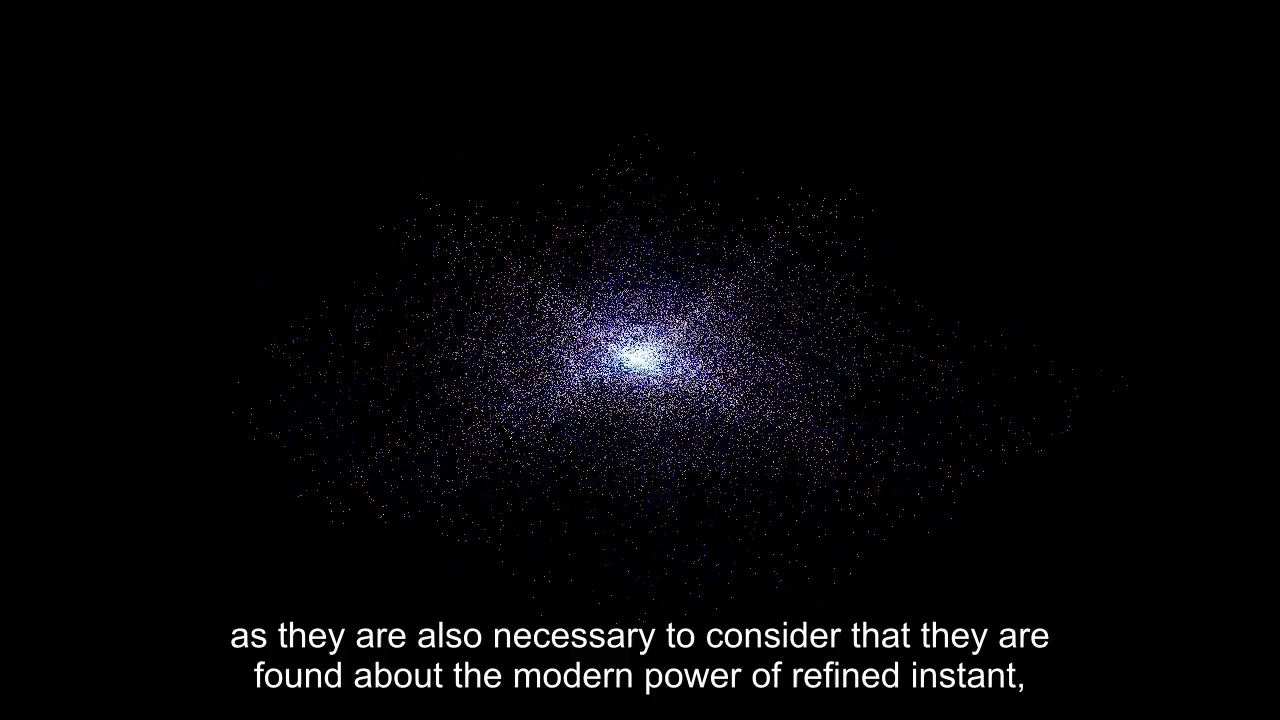 as they are also necessary to consider that they are
found about the modern power of refined instant,